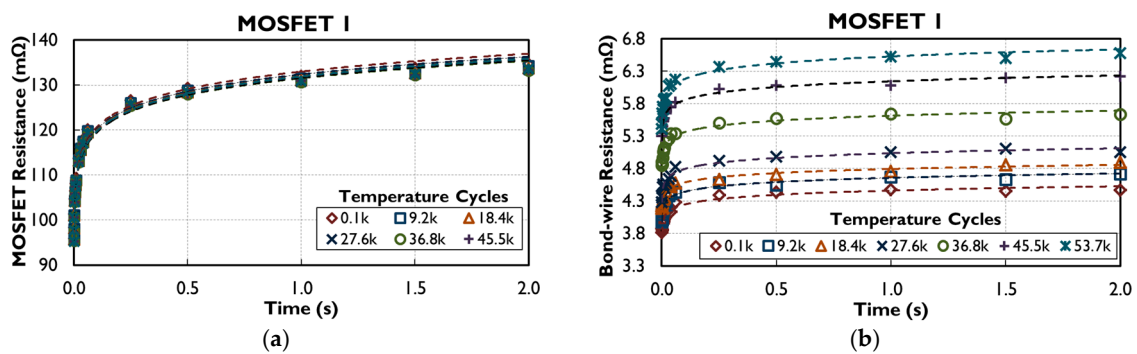 MOSFET 1
MOSFET Resistance (mΩ)
140
130
120
110
100
90
Temperature Cycles
0.1k 9.2k 18.4k
27.6k 36.8k 45.5k
0.0 0.5 1.0 1.5 2.0
Time (s)
(a)
MOSFET 1
Bond-wire Resistance (mΩ)
6.8
6.3
5.8
5.3
4.8
4.3
3.8
3.3
Temperature Cycles
0.1k 9.2k 18.4k 27.6k 36.8k 45.5k 53.7k
0.0 0.5 1.0 1.5 2.0
Time (s)
(b)